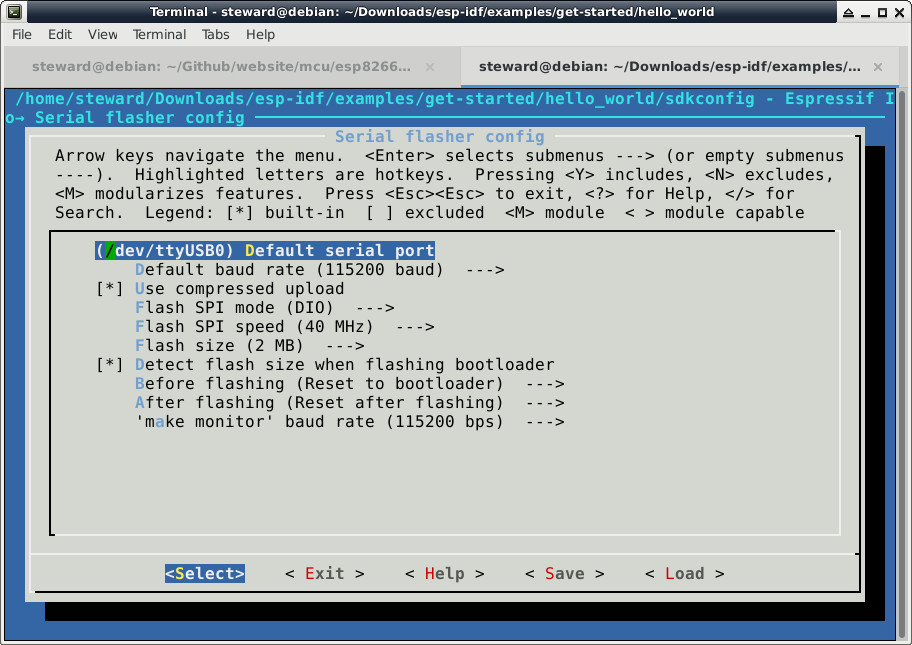 Terminal - steward@debian: ~/Downloads/esp-idf/examples/get-started/hello_world
File Edit View Terminal Tabs Help
steward@debian: ~/Github/website/mcu/esp8266... × steward@debian: ~/Downloads/esp-idf/examples/... ×
/home/steward/Downloads/esp-idf/examples/get-started/hello_world/sdkconfig - Espressif I
o→ Serial flasher config
Serial flasher config
Arrow keys navigate the menu.  <Enter> selects submenus ---> (or empty submenus
----).  Highlighted letters are hotkeys.  Pressing <Y> includes, <N> excludes,
<M> modularizes features.  Press <Esc><Esc> to exit, <?> for Help, </> for
Search.  Legend: [*] built-in  [ ] excluded  <M> module  < > module capable
(/dev/ttyUSB0) Default serial port
Default baud rate (115200 baud)  --->
[*] Use compressed upload
Flash SPI mode (DIO)  --->
Flash SPI speed (40 MHz)  --->
Flash size (2 MB)  --->
[*] Detect flash size when flashing bootloader
Before flashing (Reset to bootloader)  --->
After flashing (Reset after flashing)  --->
'make monitor' baud rate (115200 bps)  --->
<Select> < Exit > < Help > < Save > < Load >